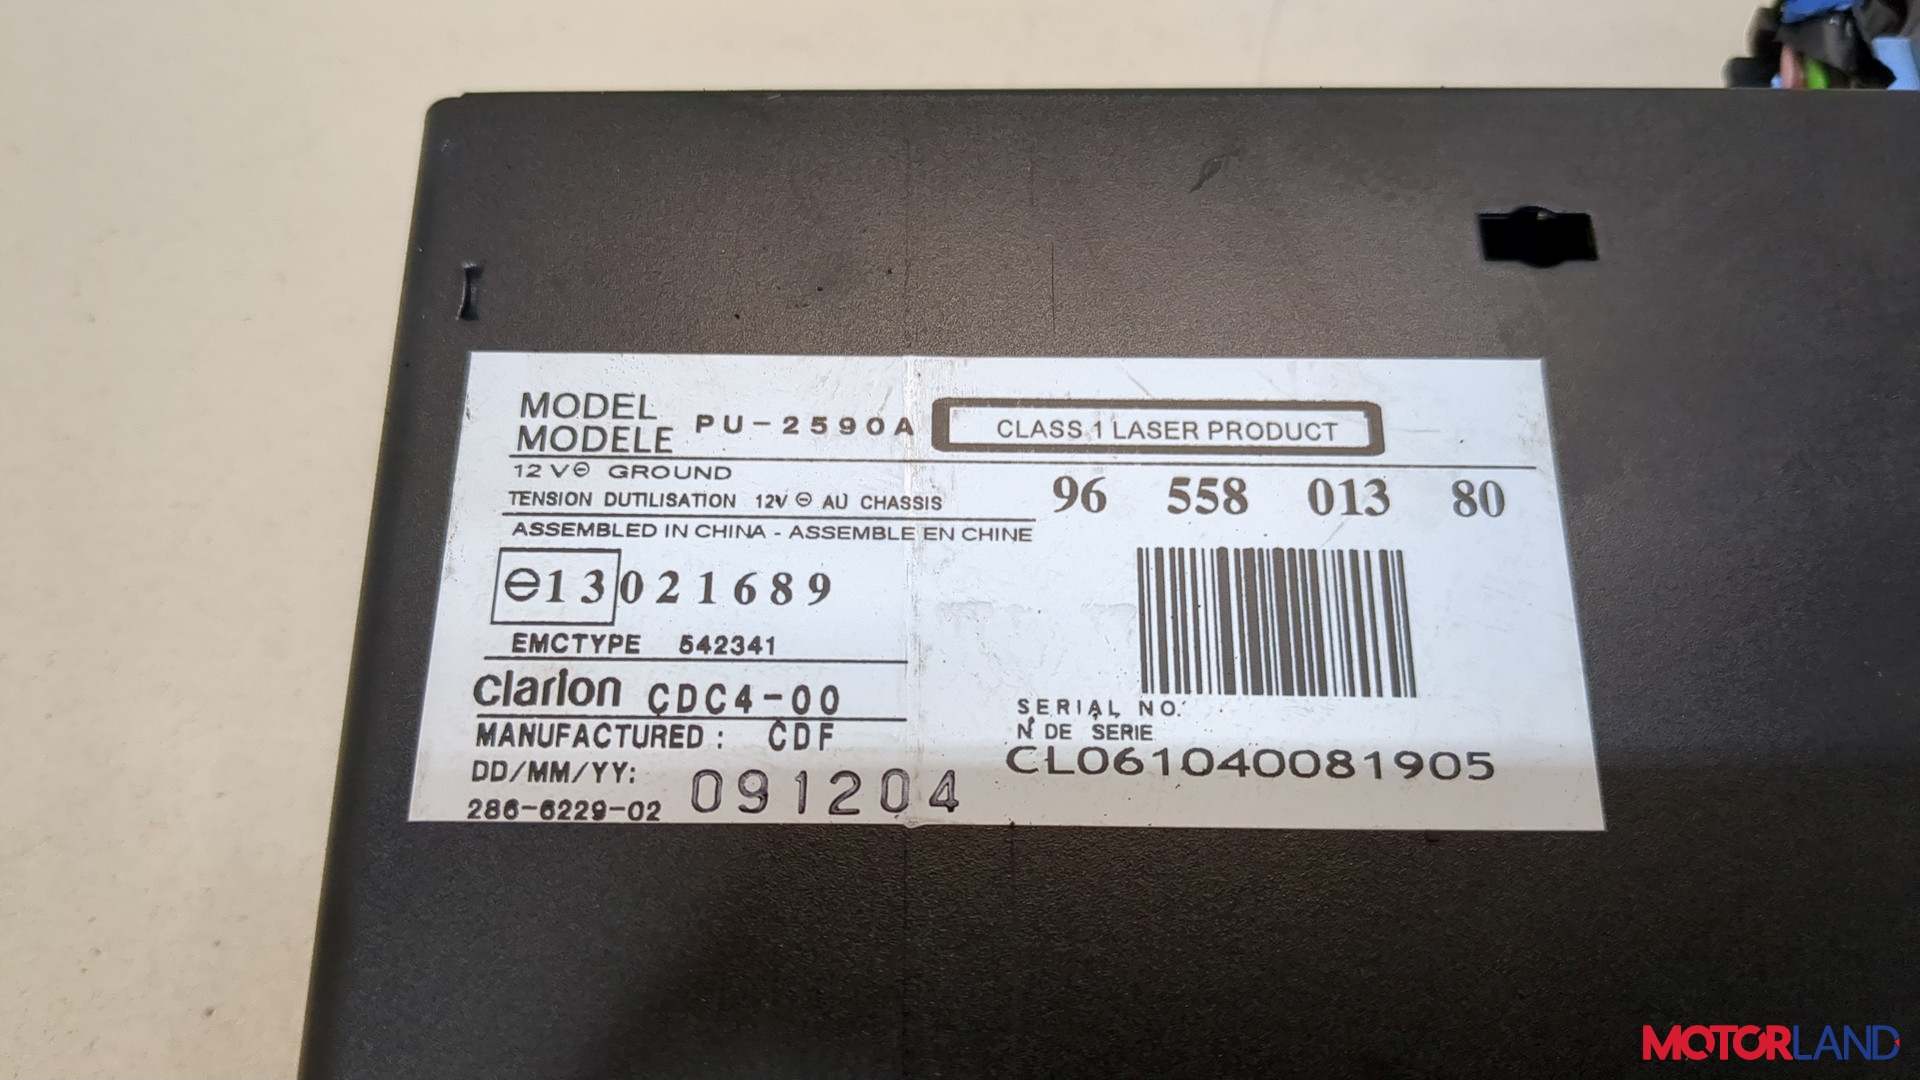 MODEL
MODELE PU-2590A
CLASS 1 LASER PRODUCT
12 V⊖ GROUND
TENSION DUTILISATION 12V ⊖ AU CHASSIS
96 558 013 80
ASSEMBLED IN CHINA - ASSEMBLE EN CHINE
e13 021689
EMCTYPE 542341
clarion CDC4-00
MANUFACTURED: CDF
DD/MM/YY: 091204
286-6229-02
SERIAL NO.
N° DE SERIE
CL061040081905
MOTORLAND